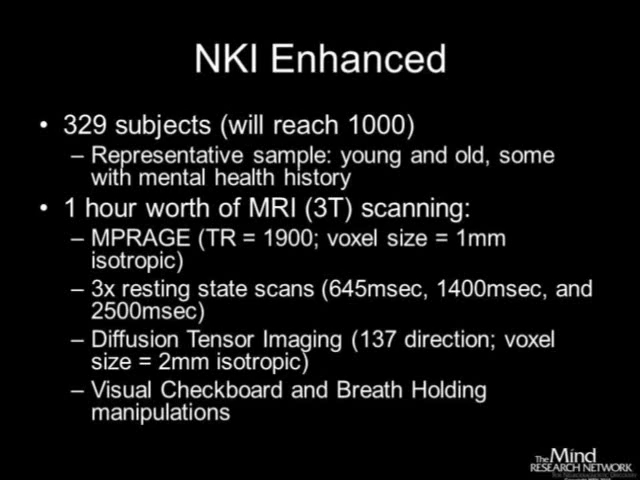 NKI Enhanced
• 329 subjects (will reach 1000)
– Representative sample: young and old, some
with mental health history
• 1 hour worth of MRI (3T) scanning:
– MPRAGE (TR = 1900; voxel size = 1mm
isotropic)
– 3x resting state scans (645msec, 1400msec, and
2500msec)
– Diffusion Tensor Imaging (137 direction; voxel
size = 2mm isotropic)
– Visual Checkboard and Breath Holding
manipulations
The Mind
RESEARCH NETWORK